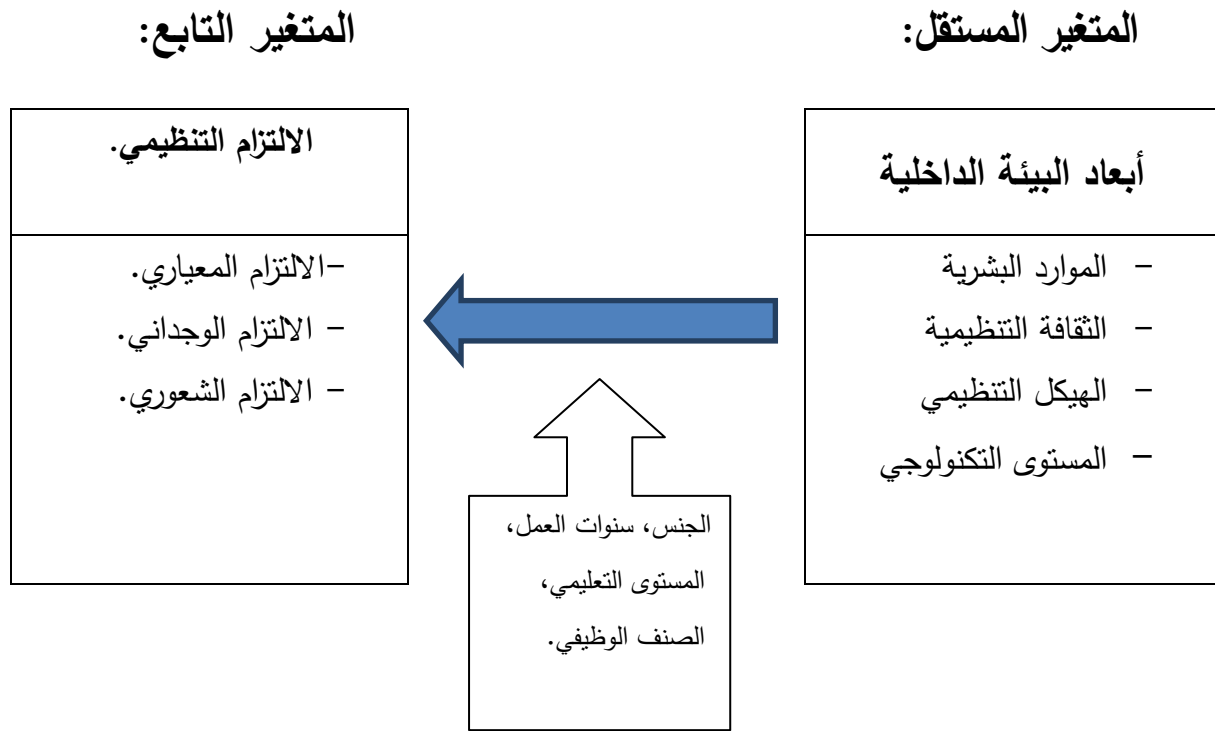 المتغير المستقل:
المتغير التابع:
أبعاد البيئة الداخلية
– الموارد البشرية
– الثقافة التنظيمية
– الهيكل التنظيمي
– المستوى التكنولوجي
الالتزام التنظيمي.
–الالتزام المعياري.
– الالتزام الوجداني.
– الالتزام الشعوري.
الجنس، سنوات العمل،
المستوى التعليمي،
الصنف الوظيفي.